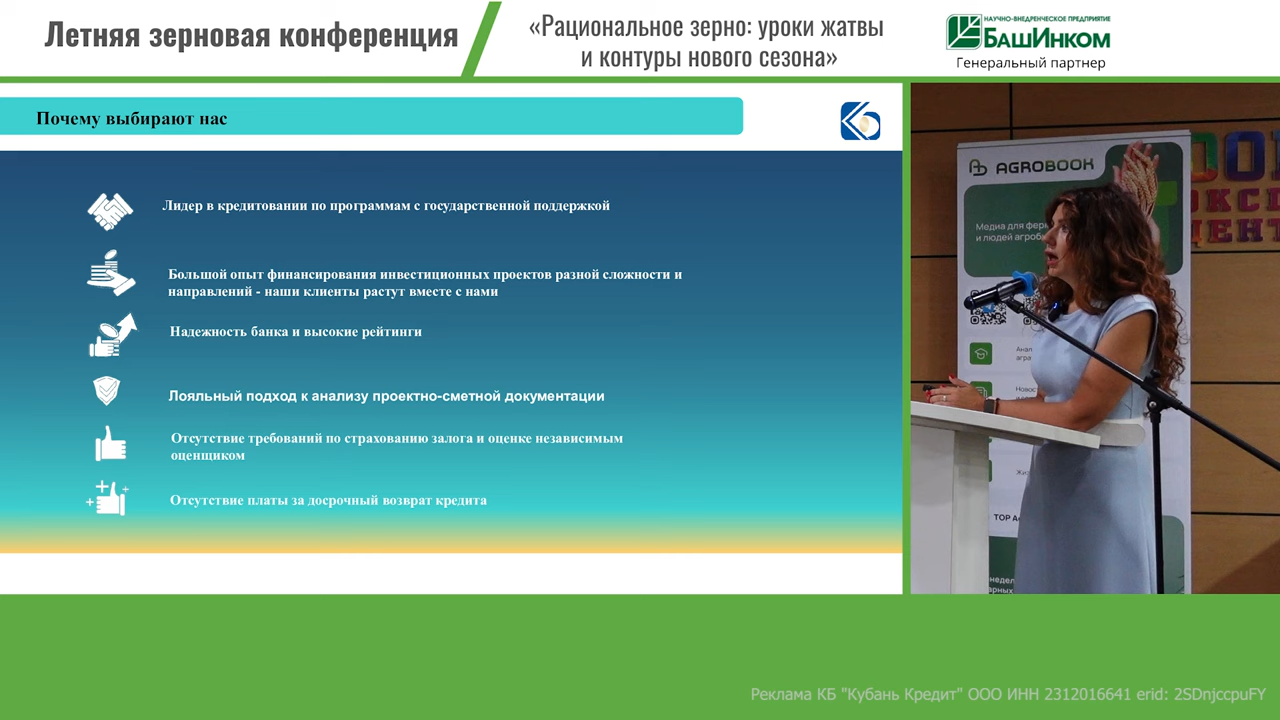 Летняя зерновая конференция
«Рациональное зерно: уроки жатвы
и контуры нового сезона»
НАУЧНО-ВНЕДРЕНЧЕСКОЕ ПРЕДПРИЯТИЕ
БашИнком
Генеральный партнер
Почему выбирают нас
Лидер в кредитовании по программам с государственной поддержкой
Большой опыт финансирования инвестиционных проектов разной сложности и
направлений - наши клиенты растут вместе с нами
Надежность банка и высокие рейтинги
Лояльный подход к анализу проектно-сметной документации
Отсутствие требований по страхованию залога и оценке независимым
оценщиком
Отсутствие платы за досрочный возврат кредита
AGROBOOK
Медиа для
и людей
TOP
Реклама КБ "Кубань Кредит" ООО ИНН 2312016641 erid: 2SDnjccpuFY